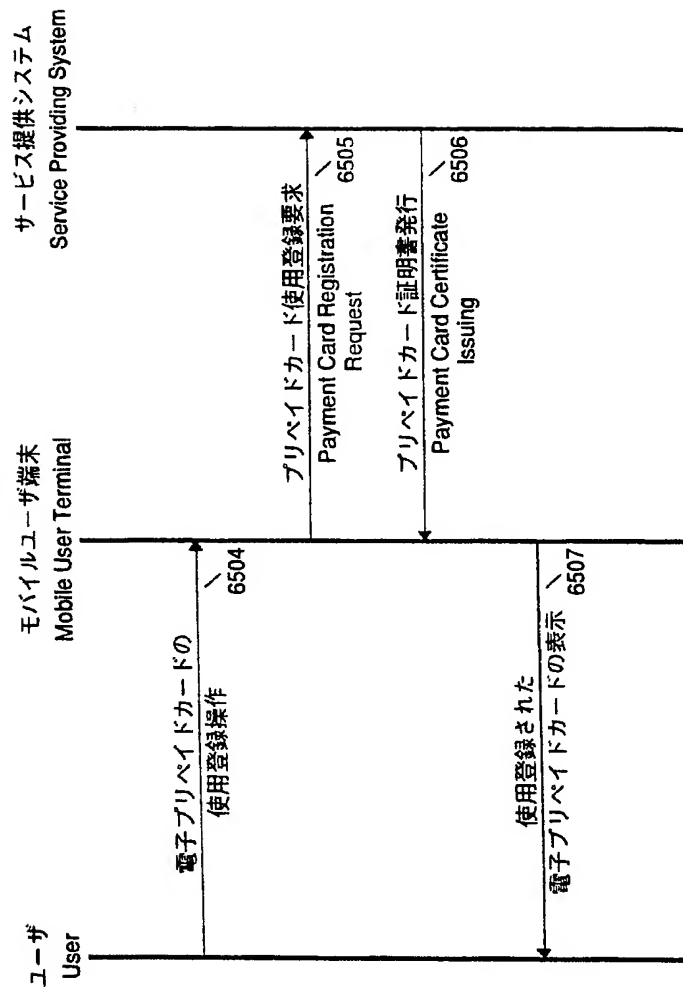 ユーザ
User
モバイルユーザ端末
Mobile User Terminal
サービス提供システム
Service Providing System
電子プリペイドカードの
使用登録操作
6504
プリペイドカード使用登録要求
Payment Card Registration
Request
6505
プリペイドカード証明書発行
Payment Card Certificate
Issuing
6506
使用登録された
電子プリペイドカードの表示
6507